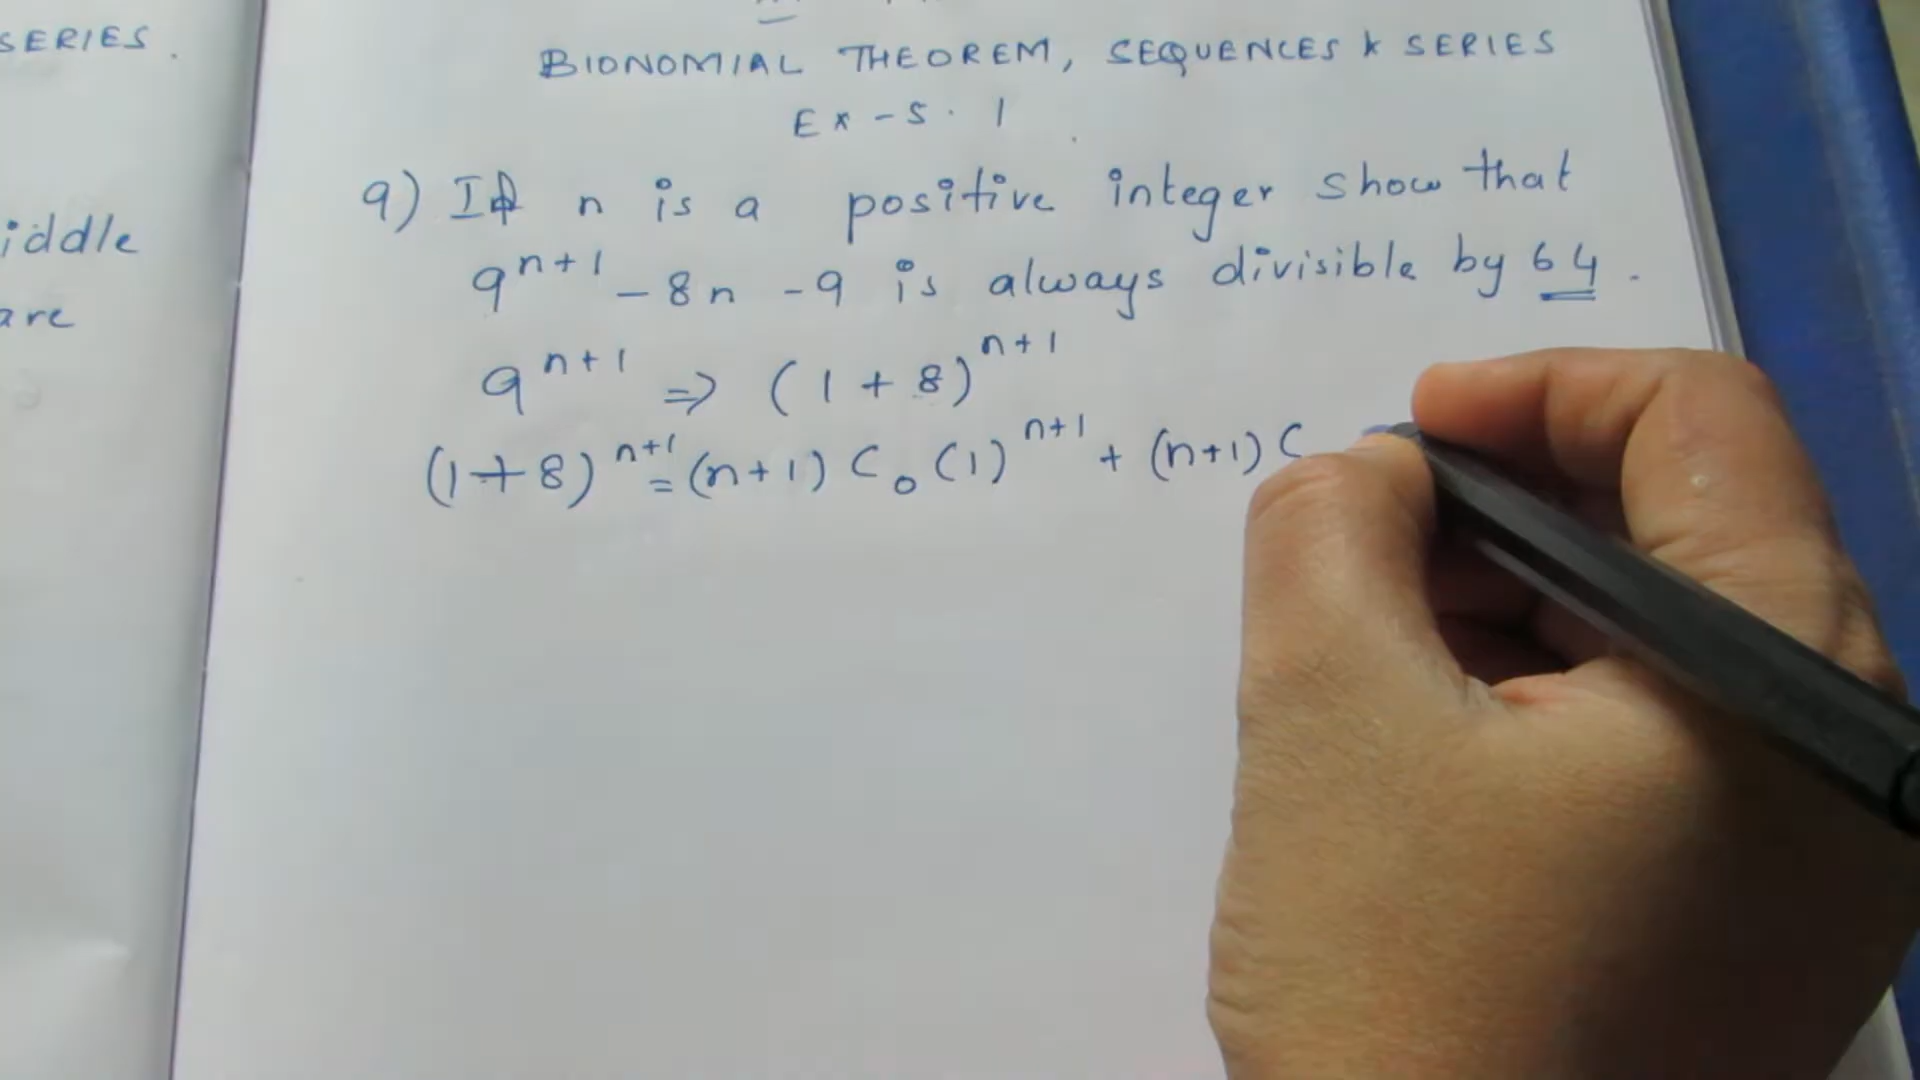 SERIES.
iddle
are
BIONOMIAL THEOREM, SEQUENCES & SERIES
Ex - 5.1
9) If n is a positive integer show that
9^{n+1} - 8n - 9 is always divisible by 64.
9^{n+1} ⇒ (1+8)^{n+1}
(1+8)^{n+1} = (n+1) C₀ (1)^{n+1} + (n+1) C